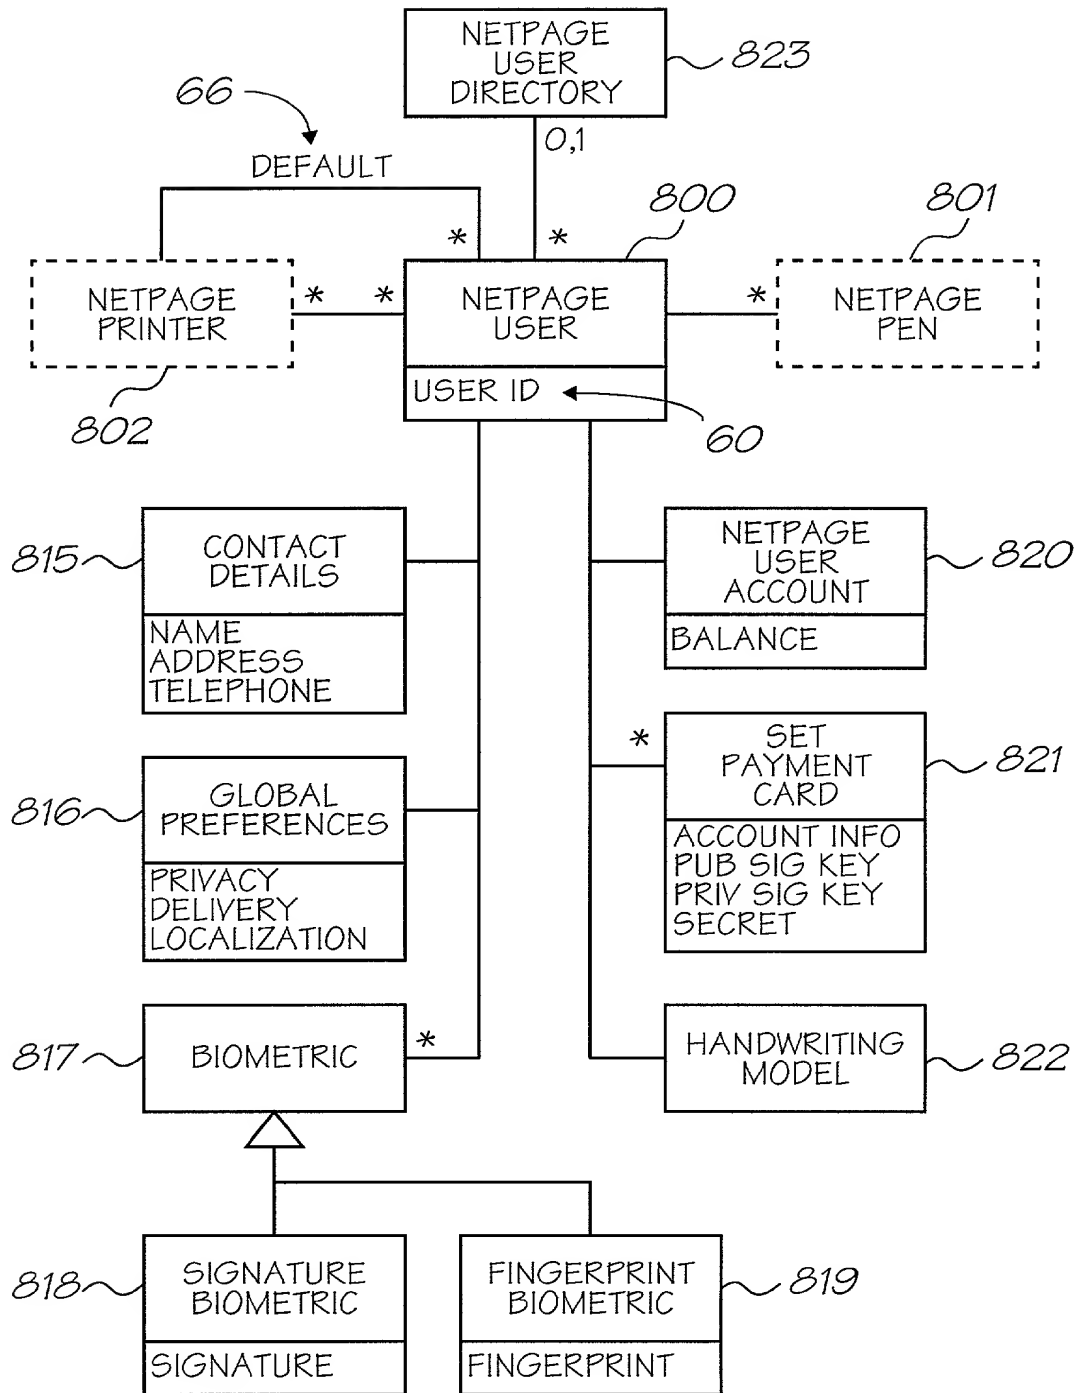 NETPAGE
USER
DIRECTORY
823
66
0,1
DEFAULT
800
801
*
*
NETPAGE
PRINTER
*
*
NETPAGE
USER
*
NETPAGE
PEN
USER ID
802
60
815
CONTACT
DETAILS
NAME
ADDRESS
TELEPHONE
NETPAGE
USER
ACCOUNT
820
BALANCE
816
GLOBAL
PREFERENCES
PRIVACY
DELIVERY
LOCALIZATION
*
SET
PAYMENT
CARD
821
ACCOUNT INFO
PUB SIG KEY
PRIV SIG KEY
SECRET
817
BIOMETRIC
*
HANDWRITING
MODEL
822
818
SIGNATURE
BIOMETRIC
SIGNATURE
FINGERPRINT
BIOMETRIC
819
FINGERPRINT